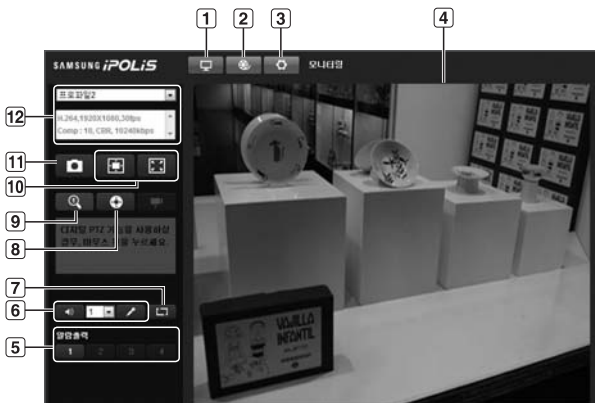 1
2
3
4
SAMSUNG iPOLiS
모니터링
프로파일2
12
H.264,1920X1080,30fps
Comp : 10, CBR, 10240kbps
11
10
9
8
디지털 PTZ 기능을 사용하실
경우, 마우스 을 누르세요.
7
6
1
알람출력
5
1 2 3 4
VANILLA
INFANTIL